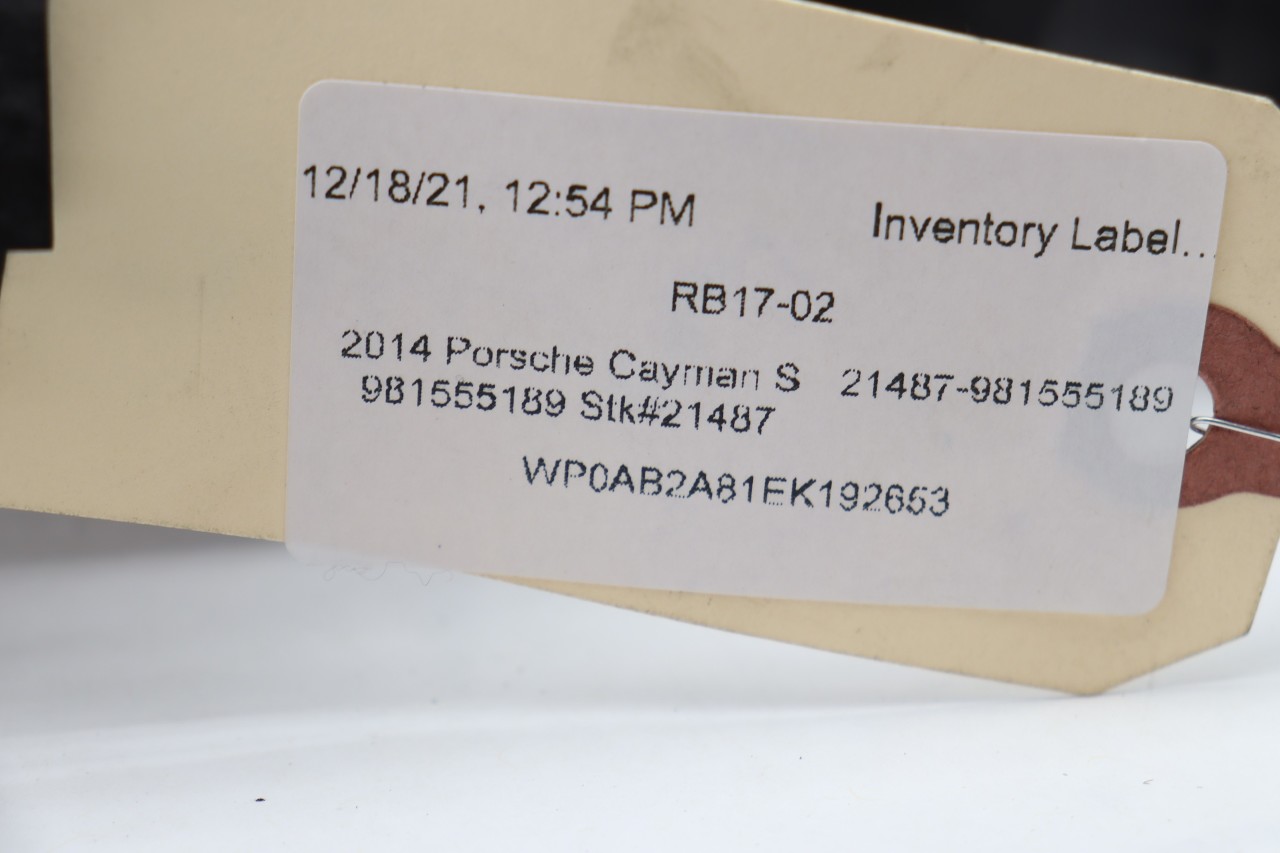 12/18/21, 12:54 PM Inventory Label...
RB17-02
2014 Porsche Cayman S 21487-981555189
981555189 Stk#21487
WP0AB2A81EK192653